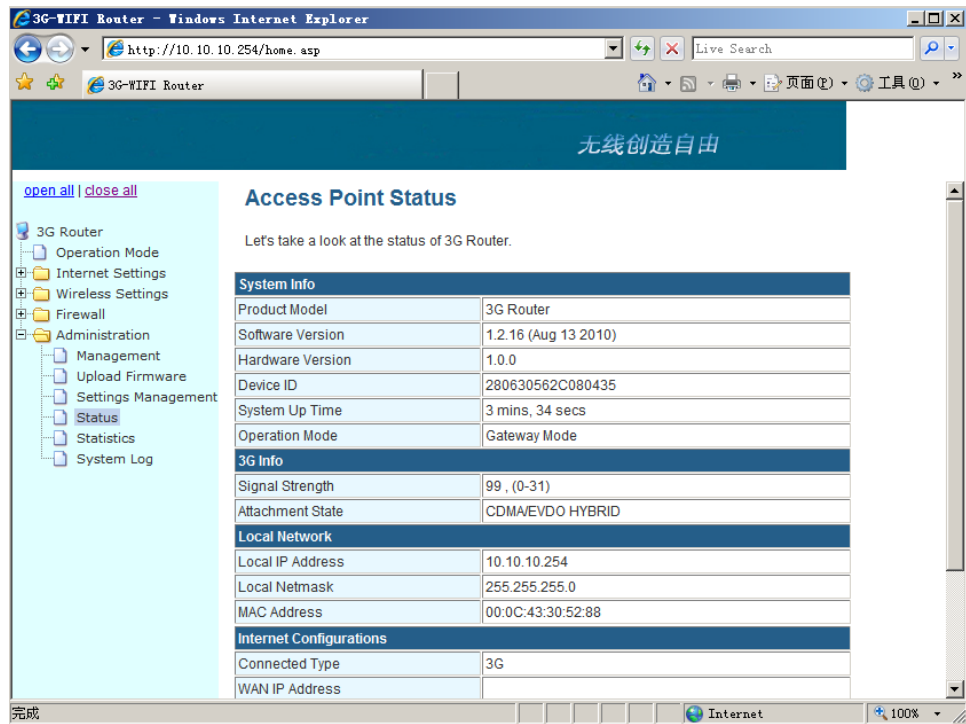 3G-WIFI Router - Windows Internet Explorer
http://10.10.10.254/home.asp
Live Search
3G-WIFI Router
页面(P)
工具(O)
»
无线创造自由
open all | close all
3G Router
Operation Mode
Internet Settings
Wireless Settings
Firewall
Administration
Management
Upload Firmware
Settings Management
Status
Statistics
System Log
Access Point Status
Let's take a look at the status of 3G Router.
System Info
Product Model 3G Router
Software Version 1.2.16 (Aug 13 2010)
Hardware Version 1.0.0
Device ID 280630562C080435
System Up Time 3 mins, 34 secs
Operation Mode Gateway Mode
3G Info
Signal Strength 99 , (0-31)
Attachment State CDMA/EVDO HYBRID
Local Network
Local IP Address 10.10.10.254
Local Netmask 255.255.255.0
MAC Address 00:0C:43:30:52:88
Internet Configurations
Connected Type 3G
WAN IP Address
完成
Internet
100%